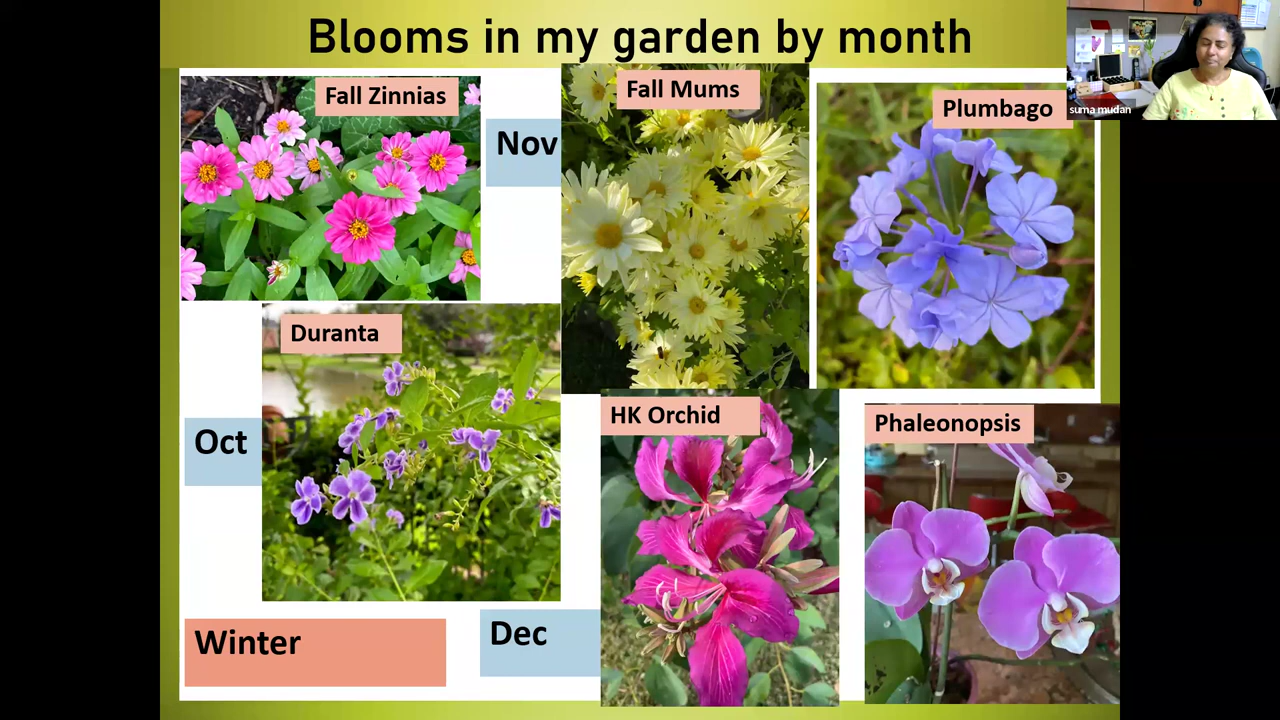 Blooms in my garden by month
Fall Zinnias
Nov
Fall Mums
Plumbago
suma mudan
Duranta
Oct
HK Orchid
Phaleonopsis
Winter
Dec